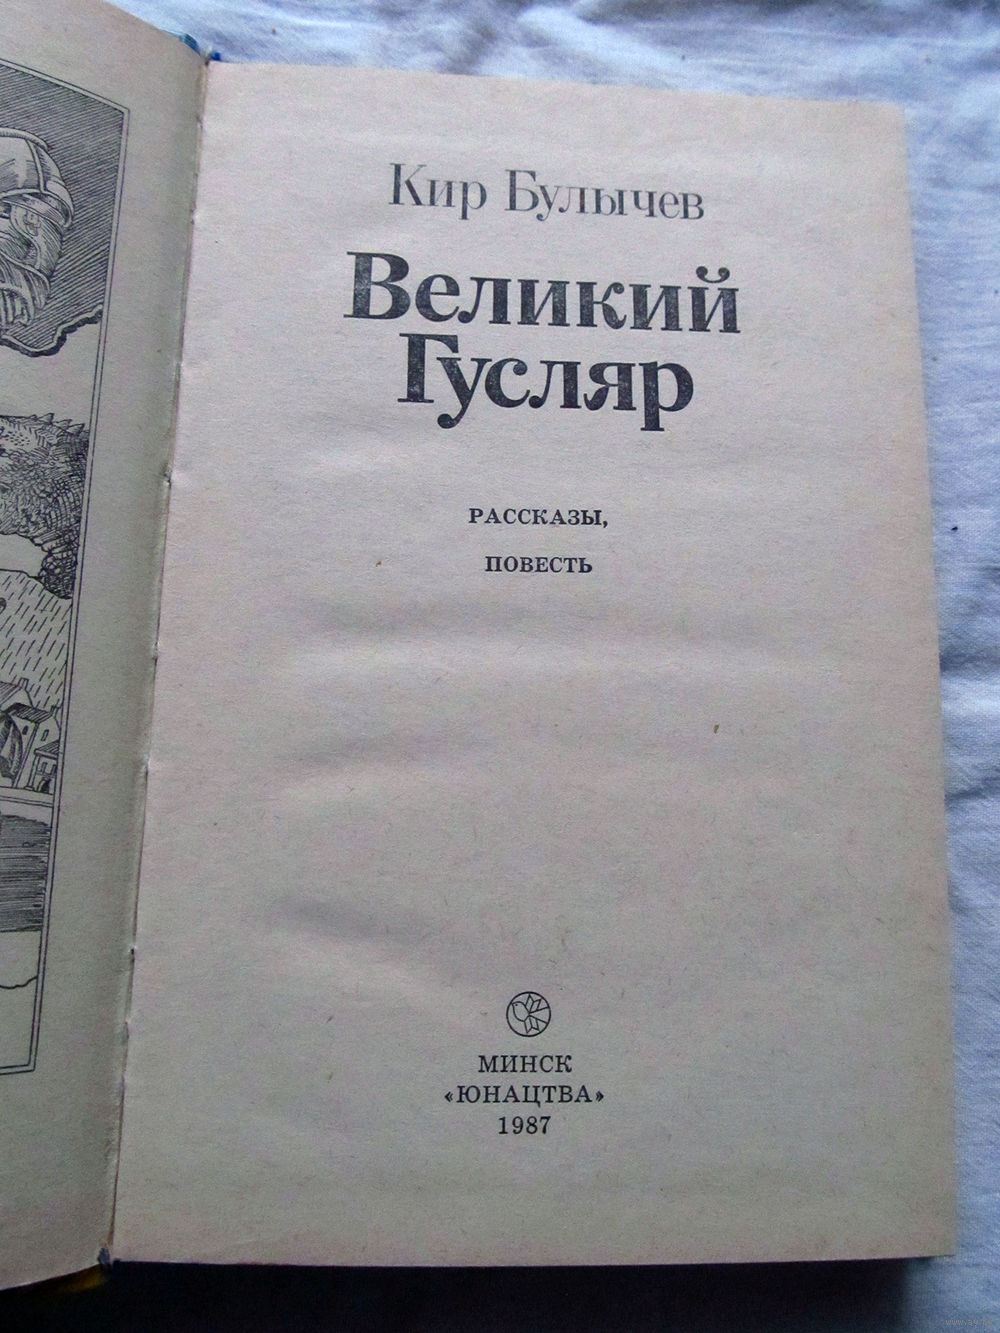 Кир Булычев
Великий
Гусляр
РАССКАЗЫ,
ПОВЕСТЬ
МИНСК
«ЮНАЦТВА»
1987